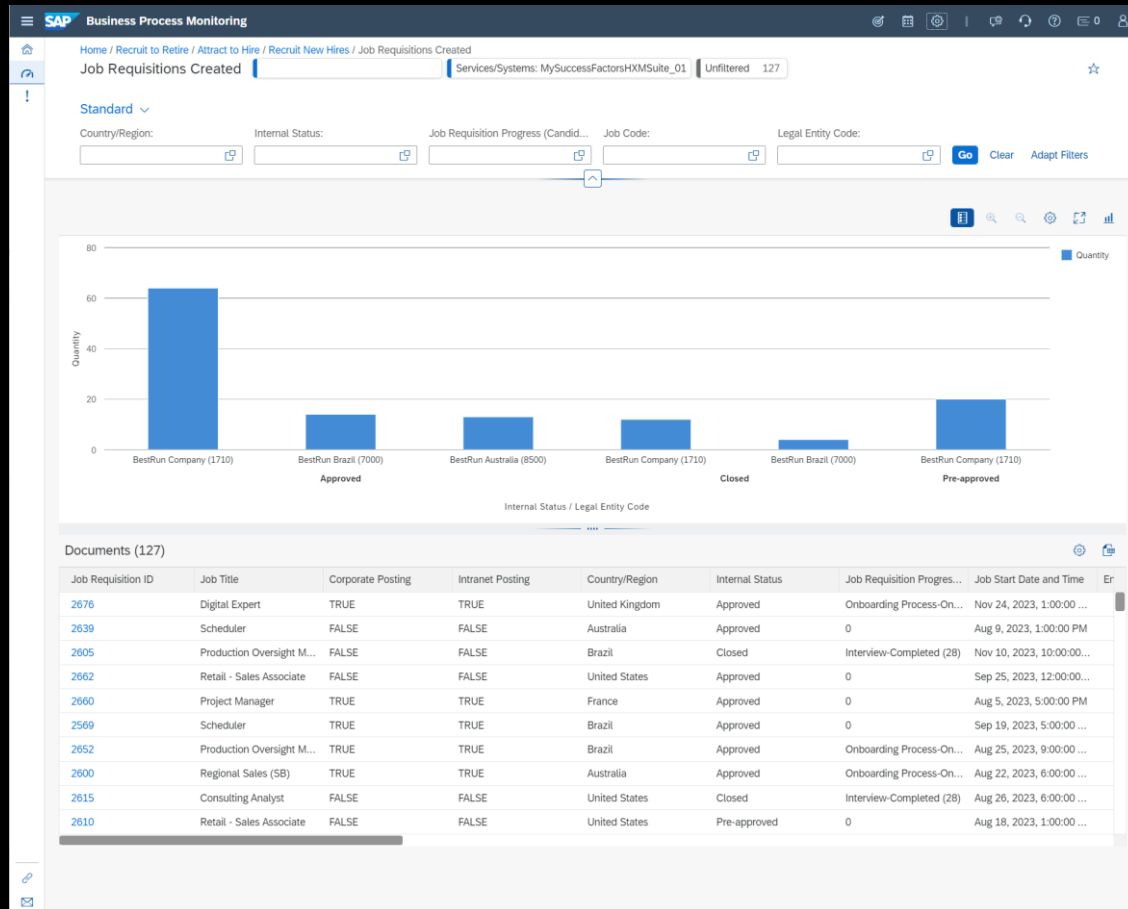 SAP Business Process Monitoring
0
Home / Recruit to Retire / Attract to Hire / Recruit New Hires / Job Requisitions Created
Job Requisitions Created Services/Systems: MySuccessFactorsHXMSuite_01 Unfiltered 127
Standard
Country/Region: Internal Status: Job Requisition Progress (Candid... Job Code: Legal Entity Code:
Go Clear Adapt Filters
80
60
40
20
0
Quantity
Quantity
BestRun Company (1710) BestRun Brazil (7000) BestRun Australia (8500) BestRun Company (1710) BestRun Brazil (7000) BestRun Company (1710)
Approved Closed Pre-approved
Internal Status / Legal Entity Code
Documents (127)
Job Requisition ID Job Title Corporate Posting Intranet Posting Country/Region Internal Status Job Requisition Progres... Job Start Date and Time Er
2676 Digital Expert TRUE TRUE United Kingdom Approved Onboarding Process-On... Nov 24, 2023, 1:00:00 ...
2639 Scheduler FALSE FALSE Australia Approved 0 Aug 9, 2023, 1:00:00 PM
2605 Production Oversight M... FALSE FALSE Brazil Closed Interview-Completed (28) Nov 10, 2023, 10:00:00...
2662 Retail - Sales Associate FALSE FALSE United States Approved 0 Sep 25, 2023, 12:00:00...
2660 Project Manager TRUE TRUE France Approved 0 Aug 5, 2023, 5:00:00 PM
2569 Scheduler TRUE TRUE Brazil Approved 0 Sep 19, 2023, 5:00:00 ...
2652 Production Oversight M... TRUE TRUE Brazil Approved Onboarding Process-On... Aug 25, 2023, 9:00:00 ...
2600 Regional Sales (SB) TRUE TRUE Australia Approved Onboarding Process-On... Aug 22, 2023, 6:00:00 ...
2615 Consulting Analyst FALSE FALSE United States Closed Interview-Completed (28) Aug 26, 2023, 6:00:00 ...
2610 Retail - Sales Associate FALSE FALSE United States Pre-approved 0 Aug 18, 2023, 1:00:00 ...